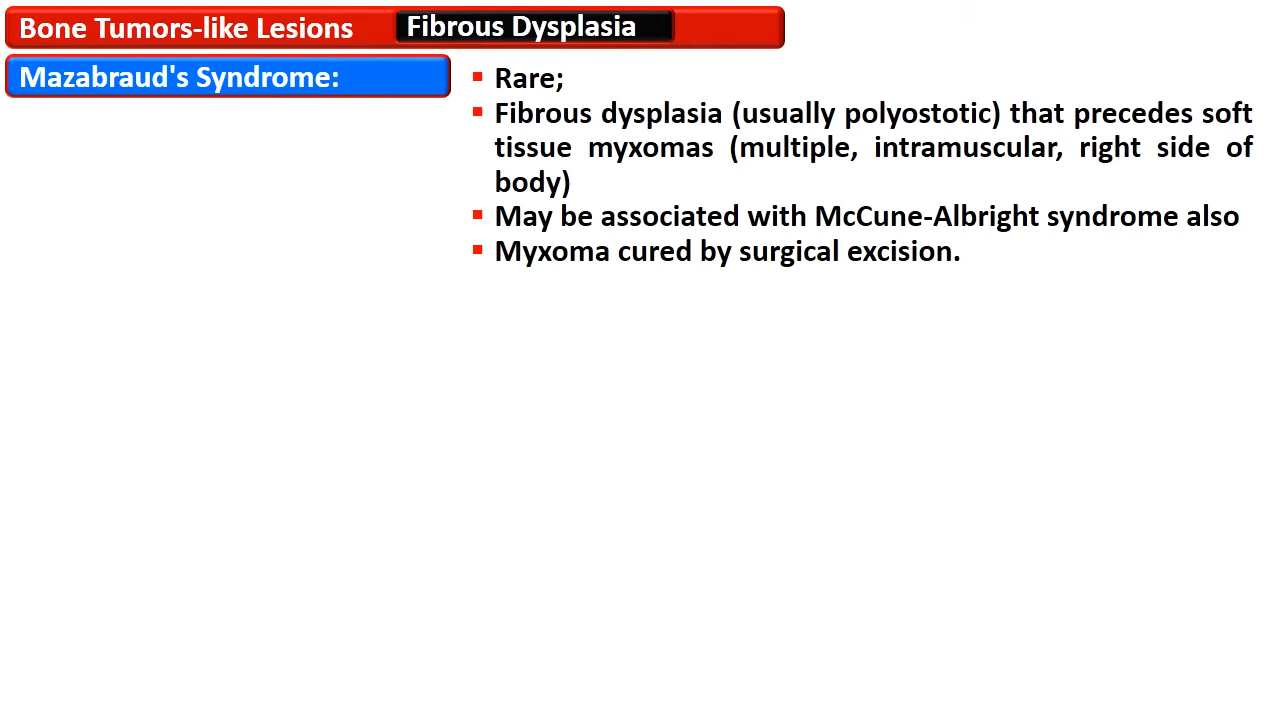 Bone Tumors-like Lesions Fibrous Dysplasia
Mazabraud's Syndrome:
▪ Rare;
▪ Fibrous dysplasia (usually polyostotic) that precedes soft
tissue myxomas (multiple, intramuscular, right side of
body)
▪ May be associated with McCune-Albright syndrome also
▪ Myxoma cured by surgical excision.